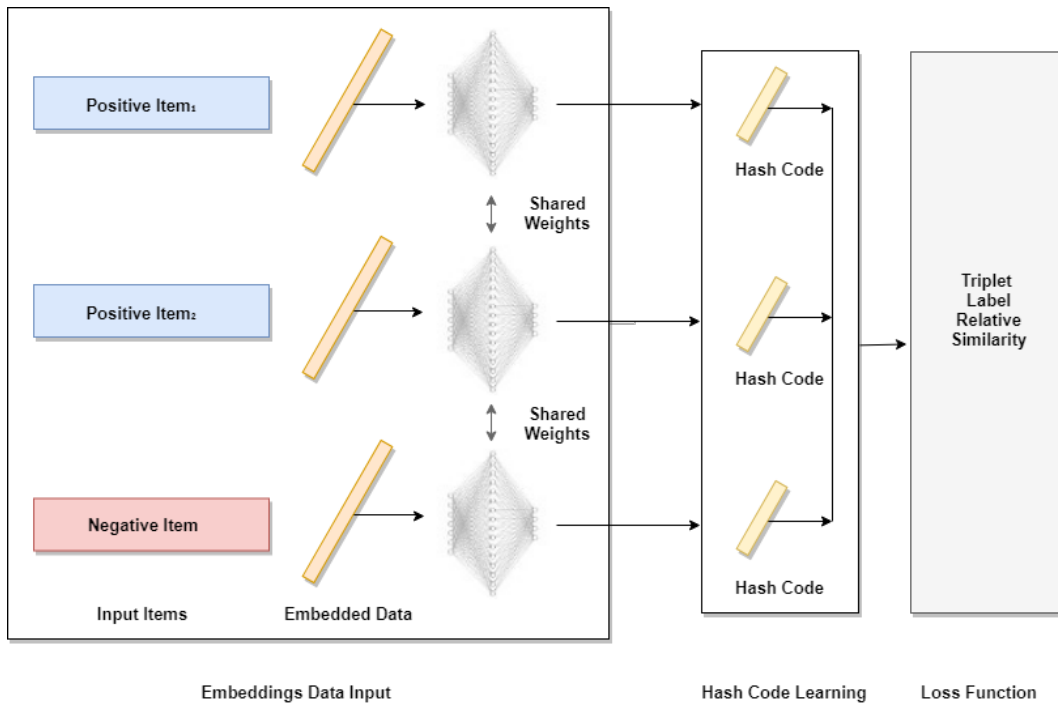 Positive Item₁
Hash Code
Shared
Weights
Positive Item₂
Triplet
Label
Relative
Similarity
Hash Code
Shared
Weights
Negative Item
Hash Code
Input Items
Embedded Data
Embeddings Data Input
Hash Code Learning
Loss Function